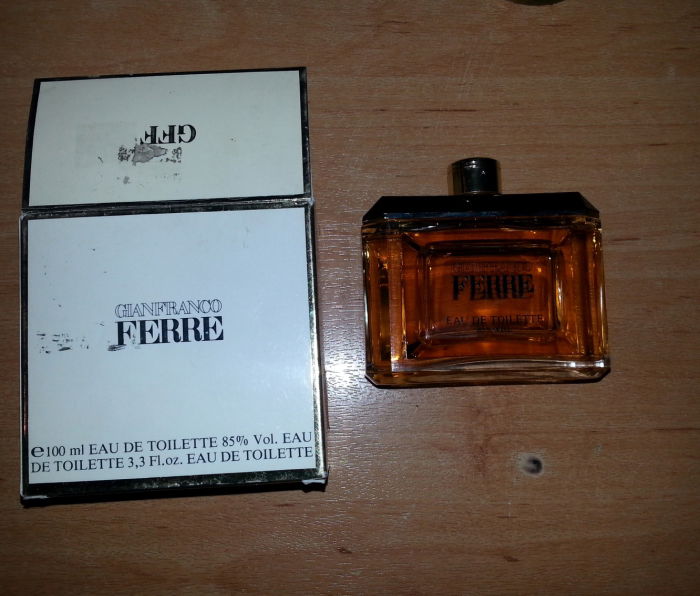 GFF
GIANFRANCO
FERRE
e100 ml EAU DE TOILETTE 85% Vol. EAU
DE TOILETTE 3,3 Fl.oz. EAU DE TOILETTE
GIANFRANCO
FERRE
EAU DE TOILETTE